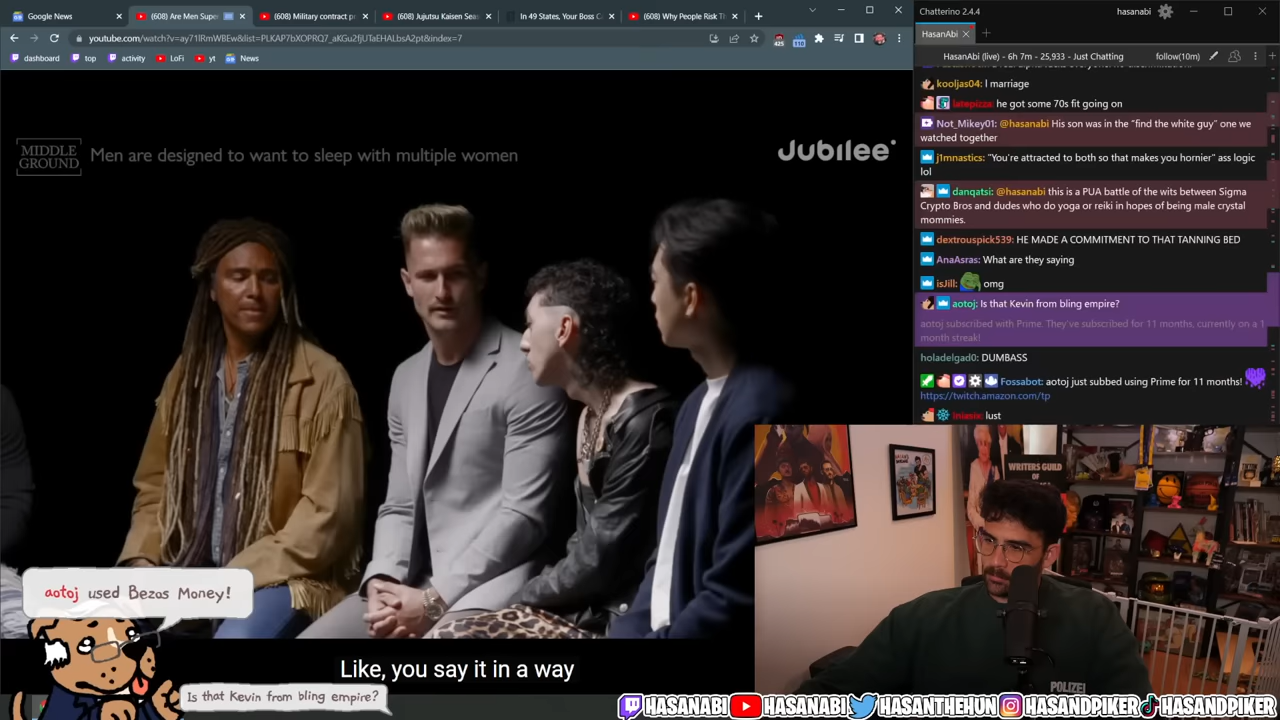 Google News
(608) Are Men Supe
(608) Military contract p
(608) Jujutsu Kaisen Sea
In 49 States, Your Boss C
(608) Why People Risk Th
youtube.com/watch?v=ay71lRmWBEw&list=PLKAP7bXOPRQ7_aKGu2fjUTaEHALbsA2pt&index=7
dashboard
top
activity
LoFi
yt
News
MIDDLE
GROUND
Men are designed to want to sleep with multiple women
Jubilee
aotoj used Bezos Money!
Is that Kevin from bling empire?
Like, you say it in a way
Chatterino 2.4.4
hasanabi
HasanAbi
HasanAbi (live) - 6h 7m - 25,933 - Just Chatting
follow(10m)
kooljas04: I marriage
latepizza: he got some 70s fit going on
Not_Mikey01: @hasanabi His son was in the "find the white guy" one we
watched together
j1mnastics: "You're attracted to both so that makes you hornier" ass logic
lol
danqatsi: @hasanabi this is a PUA battle of the wits between Sigma
Crypto Bros and dudes who do yoga or reiki in hopes of being male crystal
mommies.
dextrouspick539: HE MADE A COMMITMENT TO THAT TANNING BED
AnaAsras: What are they saying
isJill: omg
aotoj: Is that Kevin from bling empire?
aotoj subscribed with Prime. They've subscribed for 11 months, currently on a 1
month streak!
holadelgad0: DUMBASS
Fossabot: aotoj just subbed using Prime for 11 months!
https://twitch.amazon.com/tp
lust
WRITERS GUILD
POLIZEI
HASANABI
HASANABI
HASANTHEHUN
HASANDPIKER
HASANDPIKER